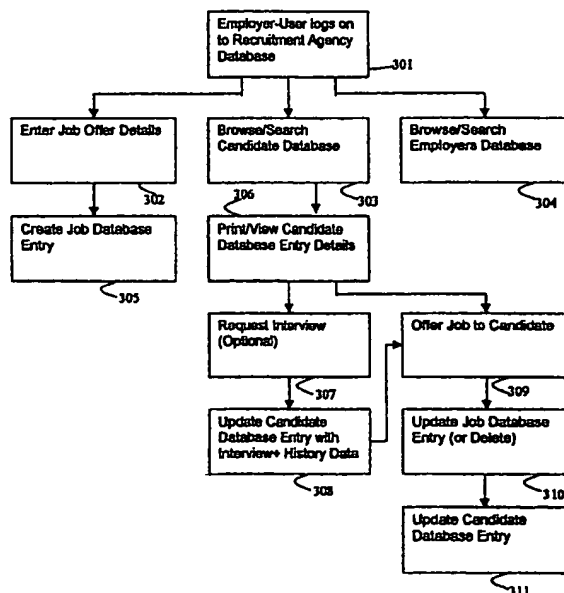 Employer-User logs on
to Recruitment Agency
Database
301
Enter Job Offer Details
302
Browse/Search
Candidate Database
303
Browse/Search
Employers Database
304
Create Job Database
Entry
305
306
Print/View Candidate
Database Entry Details
Request Interview
(Optional)
307
Offer Job to Candidate
309
Update Candidate
Database Entry with
Interview+ History Data
308
Update Job Database
Entry (or Delete)
310
Update Candidate
Database Entry
311